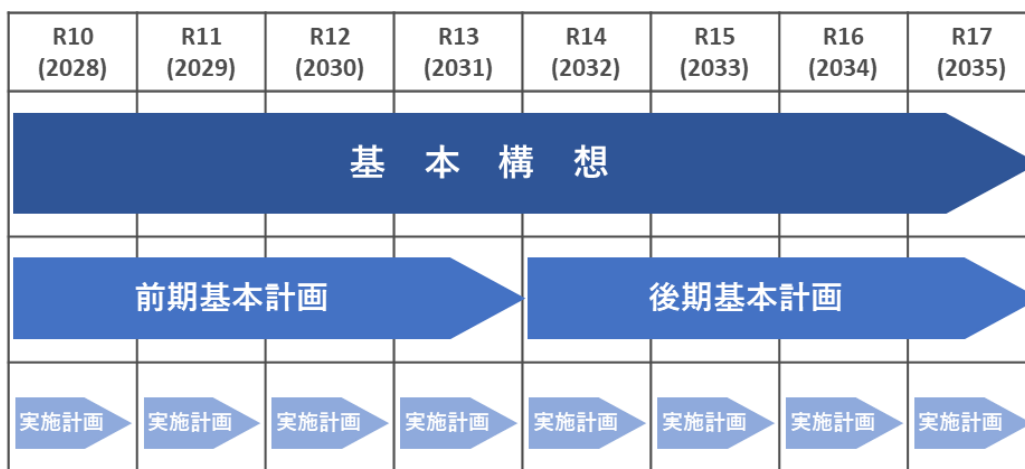 R10 R11 R12 R13 R14 R15 R16 R17
(2028) (2029) (2030) (2031) (2032) (2033) (2034) (2035)
基 本 構 想
前期基本計画 後期基本計画
実施計画 実施計画 実施計画 実施計画 実施計画 実施計画 実施計画 実施計画